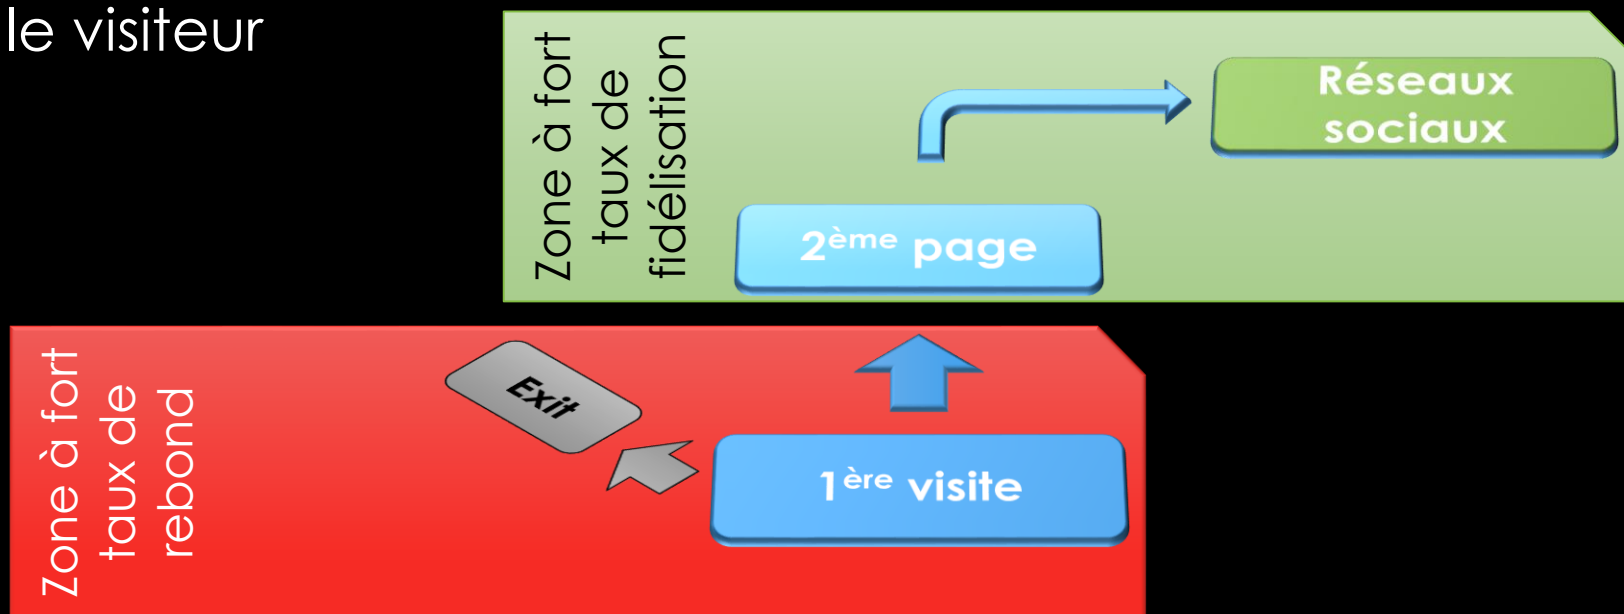 le visiteur
Zone à fort
taux de
fidélisation
Réseaux
sociaux
2ème page
Zone à fort
taux de
rebond
Exit
1ère visite